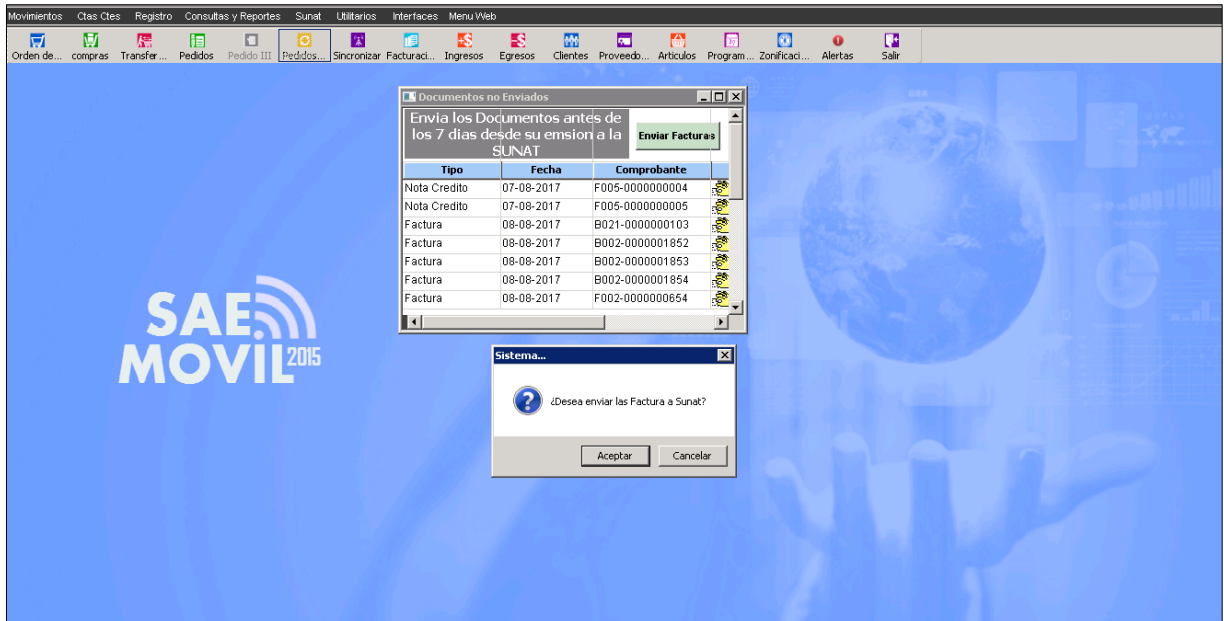 Movimientos Ctas Ctes Registro Consultas y Reportes Sunat Utilitarios Interfaces Menu Web
Orden de... compras Transfer... Pedidos Pedido III Pedidos... Sincronizar Facturaci... Ingresos Egresos Clientes Proveedo... Articulos Program... Zonificaci... Alertas Salir
Documentos no Enviados
Envia los Documentos antes de
los 7 dias desde su emsion a la
SUNAT
Enviar Facturas
Tipo Fecha Comprobante
Nota Credito 07-08-2017 F005-0000000004
Nota Credito 07-08-2017 F005-0000000005
Factura 08-08-2017 B021-0000000103
Factura 08-08-2017 B002-0000001852
Factura 08-08-2017 B002-0000001853
Factura 08-08-2017 B002-0000001854
Factura 08-08-2017 F002-0000000654
SAE
MOVIL 2015
Sistema...
¿Desea enviar las Factura a Sunat?
Aceptar Cancelar